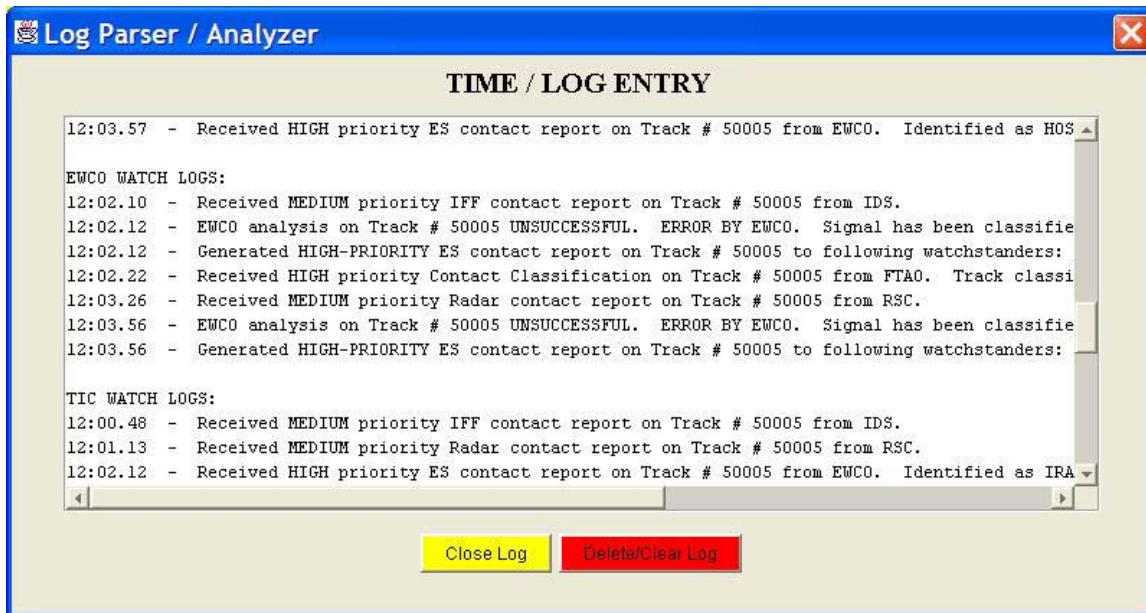 Log Parser / Analyzer
TIME / LOG ENTRY
12:03.57  -  Received HIGH priority ES contact report on Track # 50005 from EWCO.  Identified as HOS
EWCO WATCH LOGS:
12:02.10  -  Received MEDIUM priority IFF contact report on Track # 50005 from IDS.
12:02.12  -  EWCO analysis on Track # 50005 UNSUCCESSFUL.  ERROR BY EWCO.  Signal has been classifie
12:02.12  -  Generated HIGH-PRIORITY ES contact report on Track # 50005 to following watchstanders:
12:02.22  -  Received HIGH priority Contact Classification on Track # 50005 from FTAO.  Track classi
12:03.26  -  Received MEDIUM priority Radar contact report on Track # 50005 from RSC.
12:03.56  -  EWCO analysis on Track # 50005 UNSUCCESSFUL.  ERROR BY EWCO.  Signal has been classifie
12:03.56  -  Generated HIGH-PRIORITY ES contact report on Track # 50005 to following watchstanders:
TIC WATCH LOGS:
12:00.48  -  Received MEDIUM priority IFF contact report on Track # 50005 from IDS.
12:01.13  -  Received MEDIUM priority Radar contact report on Track # 50005 from RSC.
12:02.12  -  Received HIGH priority ES contact report on Track # 50005 from EWCO.  Identified as IRA
Close Log
Delete/Clear Log